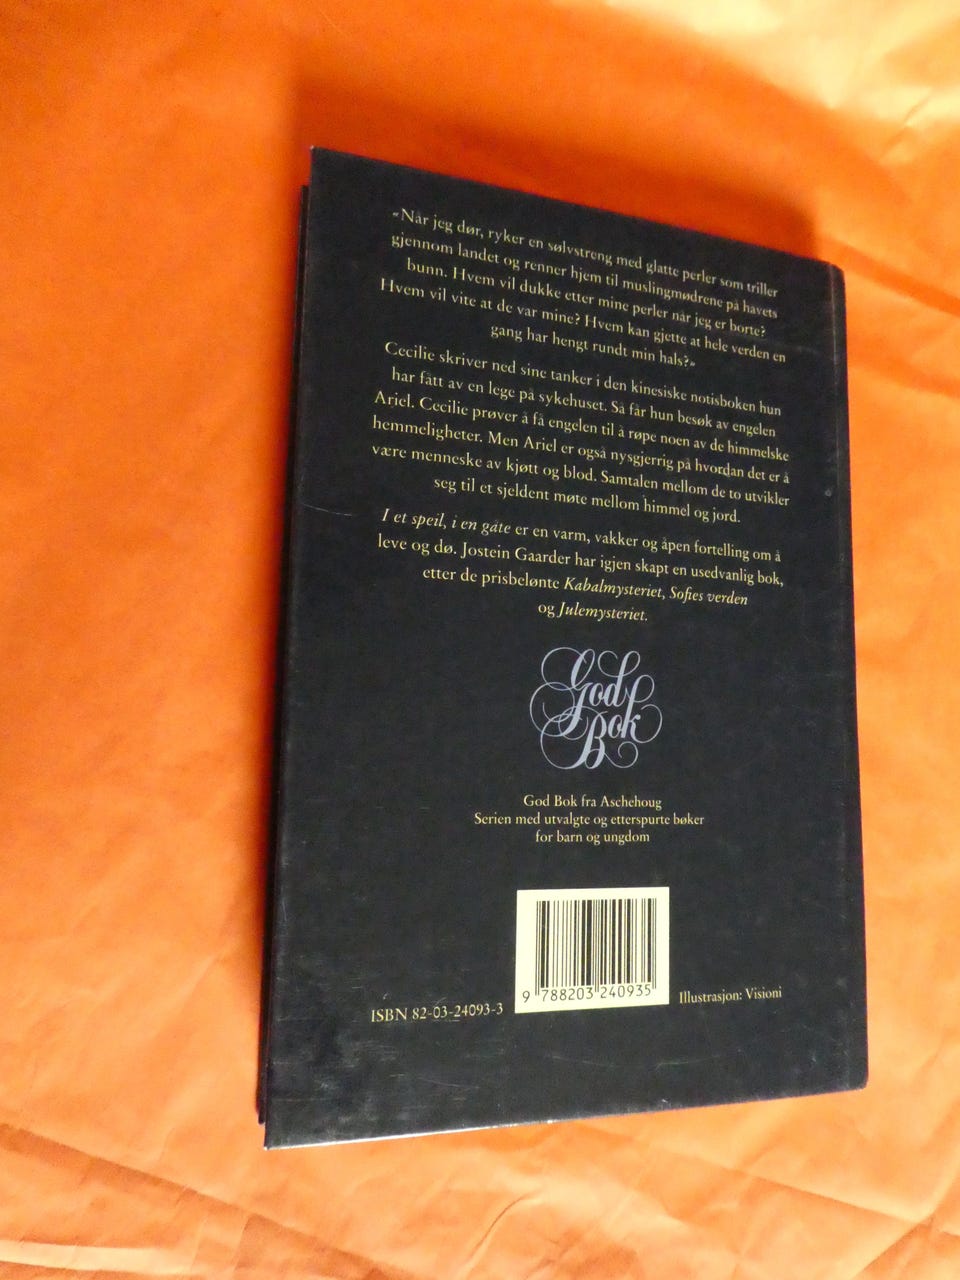 «Når jeg dør, ryker en sølvstreng med glatte perler som triller
gjennom landet og renner hjem til muslingmødrene på havets
bunn. Hvem vil dukke etter mine perler når jeg er borte?
Hvem vil vite at de var mine? Hvem kan gjette at hele verden en
gang har hengt rundt min hals?»
Cecilie skriver ned sine tanker i den kinesiske notisboken hun
har fått av en lege på sykehuset. Så får hun besøk av engelen
Ariel. Cecilie prøver å få engelen til å røpe noen av de himmelske
hemmeligheter. Men Ariel er også nysgjerrig på hvordan det er å
være menneske av kjøtt og blod. Samtalen mellom de to utvikler
seg til et sjeldent møte mellom himmel og jord.
I et speil, i en gåte er en varm, vakker og åpen fortelling om å
leve og dø. Jostein Gaarder har igjen skapt en usedvanlig bok,
etter de prisbelønte Kabalmysteriet, Sofies verden
og Julemysteriet.
God
Bok
God Bok fra Aschehoug
Serien med utvalgte og etterspurte bøker
for barn og ungdom
9 788203 240935
ISBN 82-03-24093-3
Illustrasjon: Visioni